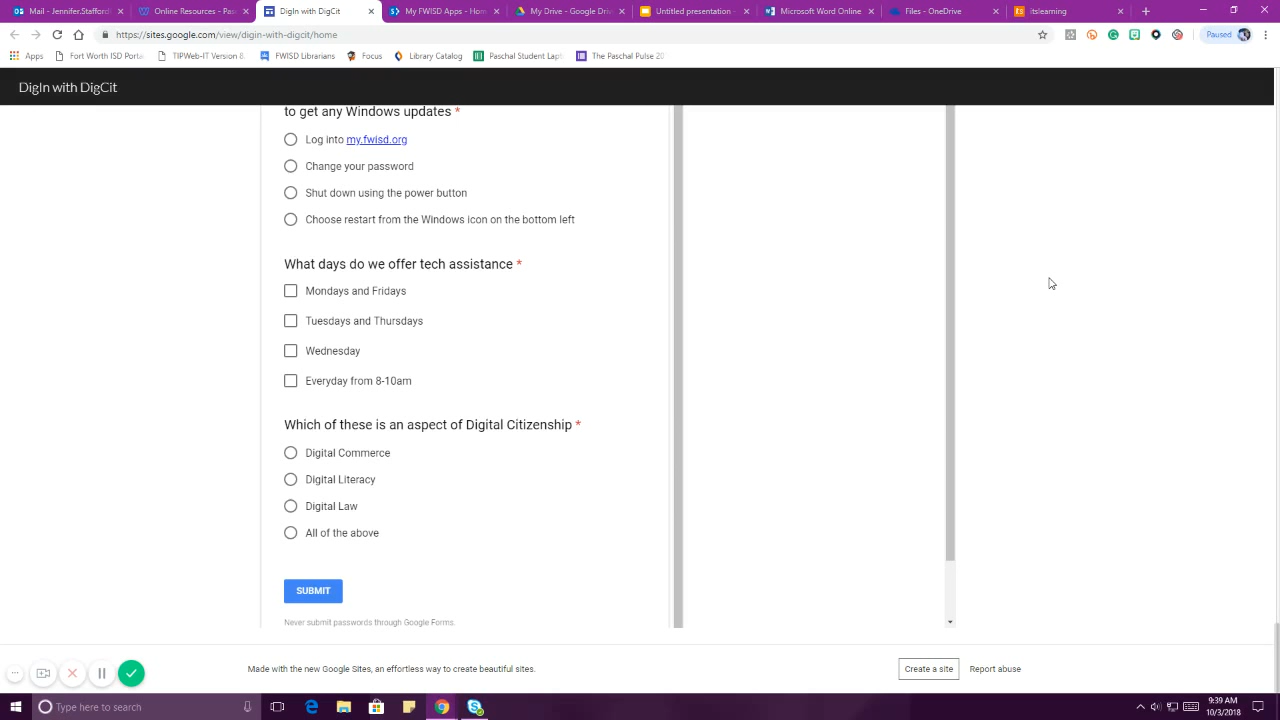 Mail - Jennifer.Stafford
Online Resources - Pas
DigIn with DigCit
My FWISD Apps - Home
My Drive - Google Driv
Untitled presentation -
Microsoft Word Online
Files - OneDrive
itslearning
https://sites.google.com/view/digin-with-digcit/home
Paused
Apps
Fort Worth ISD Porta
TIPWeb-IT Version 8.
FWISD Libraries
Focus
Library Catalog
Paschal Student Lapt
The Paschal Pulse 20
DigIn with DigCit
to get any Windows updates *
Log into my.fwisd.org
Change your password
Shut down using the power button
Choose restart from the Windows icon on the bottom left
What days do we offer tech assistance *
Mondays and Fridays
Tuesdays and Thursdays
Wednesday
Everyday from 8-10am
Which of these is an aspect of Digital Citizenship *
Digital Commerce
Digital Literacy
Digital Law
All of the above
SUBMIT
Never submit passwords through Google Forms.
Made with the new Google Sites, an effortless way to create beautiful sites.
Create a site
Report abuse
Type here to search
9:39 AM
10/3/2018